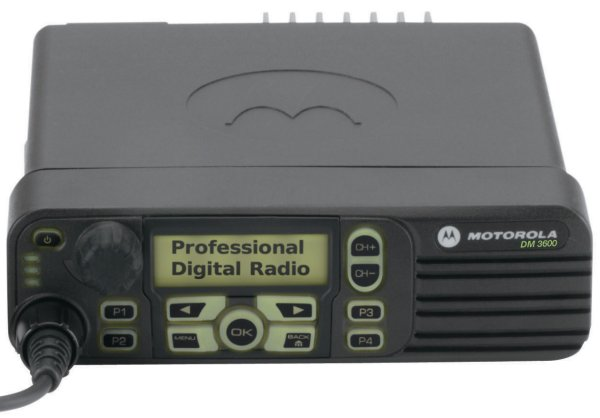 MOTOROLA
DM 3600
Professional
Digital Radio
CH+
CH-
P1
P2
MENU
OK
BACK
P3
P4